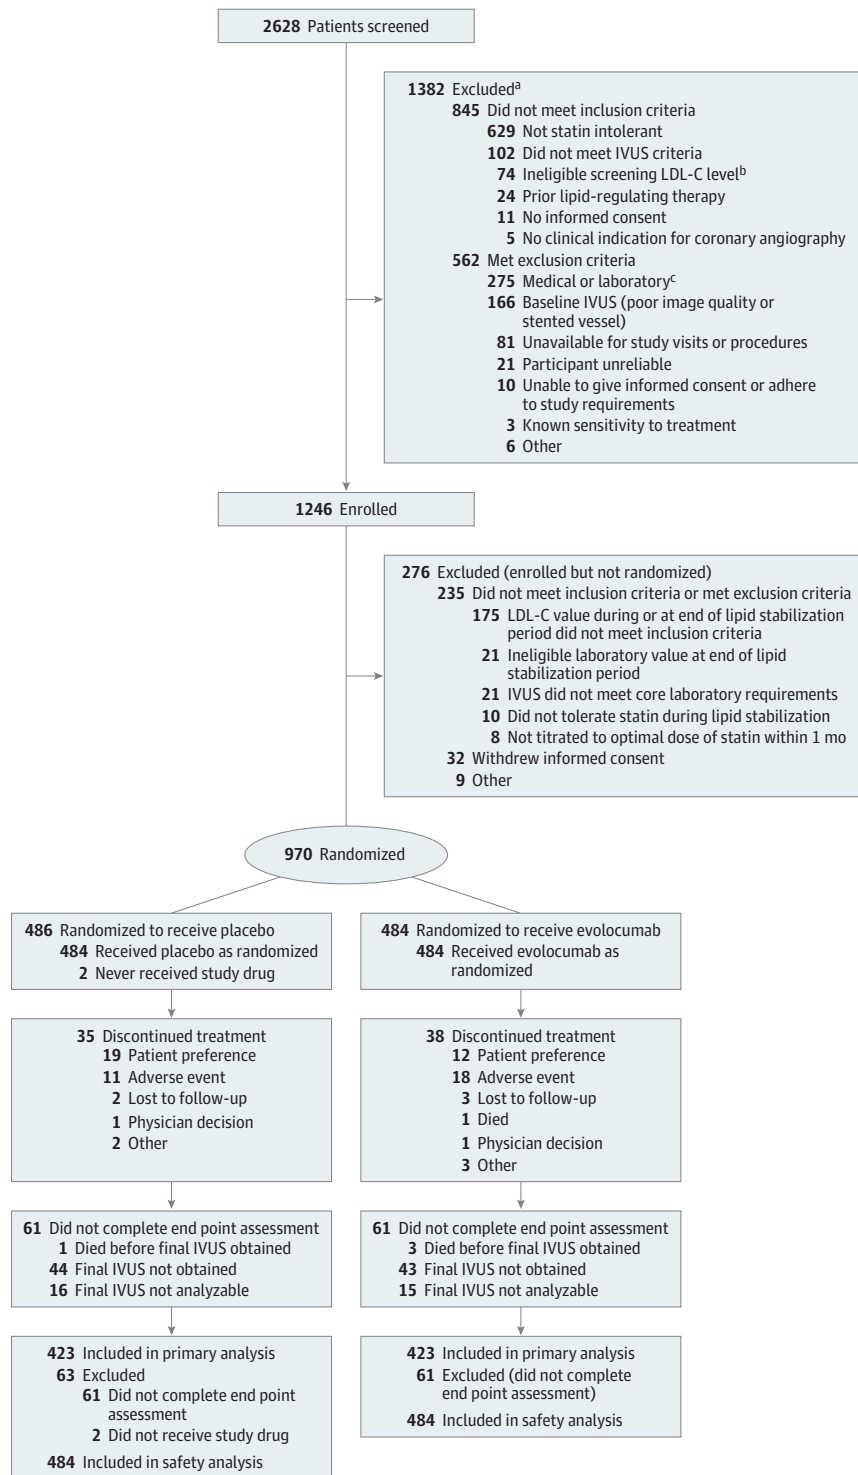 2628 Patients screened
1382 Excludedᵃ
845 Did not meet inclusion criteria
629 Not statin intolerant
102 Did not meet IVUS criteria
74 Ineligible screening LDL-C levelᵇ
24 Prior lipid-regulating therapy
11 No informed consent
5 No clinical indication for coronary angiography
562 Met exclusion criteria
275 Medical or laboratoryᶜ
166 Baseline IVUS (poor image quality or
stented vessel)
81 Unavailable for study visits or procedures
21 Participant unreliable
10 Unable to give informed consent or adhere
to study requirements
3 Known sensitivity to treatment
6 Other
1246 Enrolled
276 Excluded (enrolled but not randomized)
235 Did not meet inclusion criteria or met exclusion criteria
175 LDL-C value during or at end of lipid stabilization
period did not meet inclusion criteria
21 Ineligible laboratory value at end of lipid
stabilization period
21 IVUS did not meet core laboratory requirements
10 Did not tolerate statin during lipid stabilization
8 Not titrated to optimal dose of statin within 1 mo
32 Withdrew informed consent
9 Other
970 Randomized
486 Randomized to receive placebo
484 Received placebo as randomized
2 Never received study drug
484 Randomized to receive evolocumab
484 Received evolocumab as
randomized
35 Discontinued treatment
19 Patient preference
11 Adverse event
2 Lost to follow-up
1 Physician decision
2 Other
38 Discontinued treatment
12 Patient preference
18 Adverse event
3 Lost to follow-up
1 Died
1 Physician decision
3 Other
61 Did not complete end point assessment
1 Died before final IVUS obtained
44 Final IVUS not obtained
16 Final IVUS not analyzable
61 Did not complete end point assessment
3 Died before final IVUS obtained
43 Final IVUS not obtained
15 Final IVUS not analyzable
423 Included in primary analysis
63 Excluded
61 Did not complete end point
assessment
2 Did not receive study drug
484 Included in safety analysis
423 Included in primary analysis
61 Excluded (did not complete
end point assessment)
484 Included in safety analysis